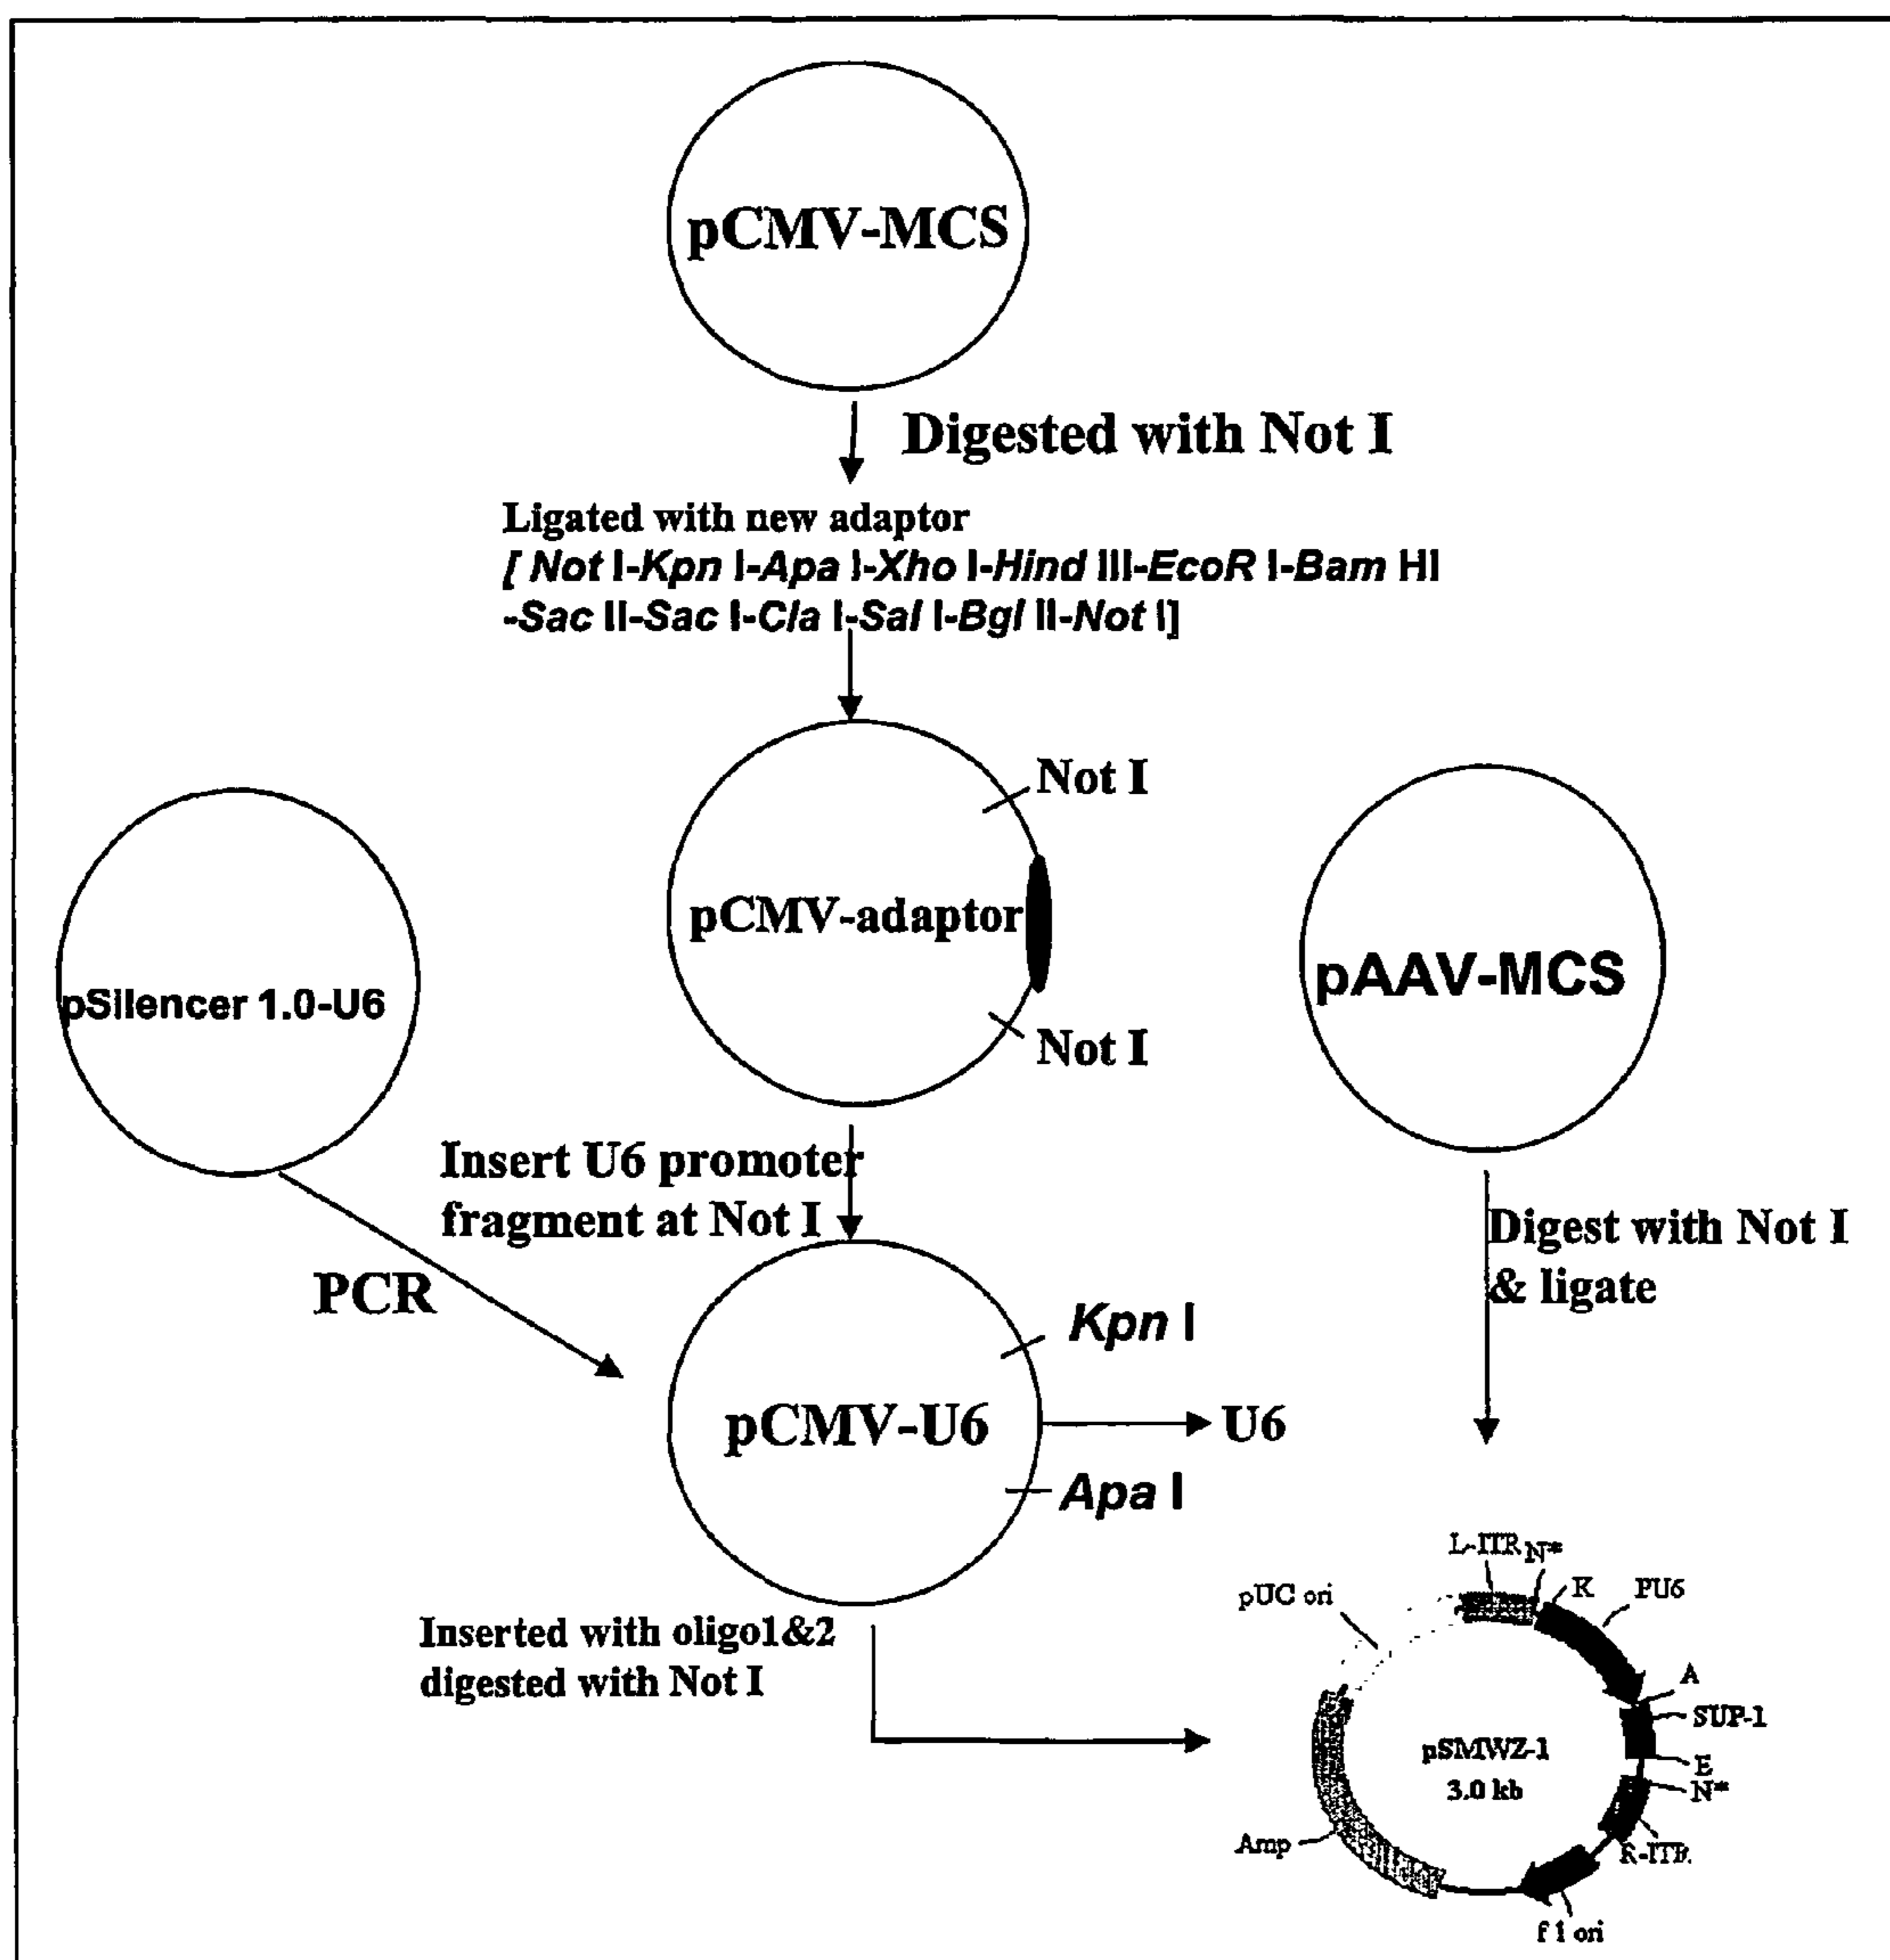 pCMV-MCS
Digested with Not I
Ligated with new adaptor
[ Not I-Kpn I-Apa I-Xho I-Hind III-EcoR I-Bam HI
-Sac II-Sac I-Cla I-Sal I-Bgl II-Not I]
Not I
pCMV-adaptor
Not I
pSilencer 1.0-U6
pAAV-MCS
Insert U6 promoter
fragment at Not I
PCR
Digest with Not I
& ligate
Kpn I
pCMV-U6
U6
Apa I
Inserted with oligo1&2
digested with Not I
L-ITR
N*
K
PU6
pUC ori
A
SUP-1
pSMWZ-1
3.0 kb
E
N*
R-ITR
Amp
f1 ori